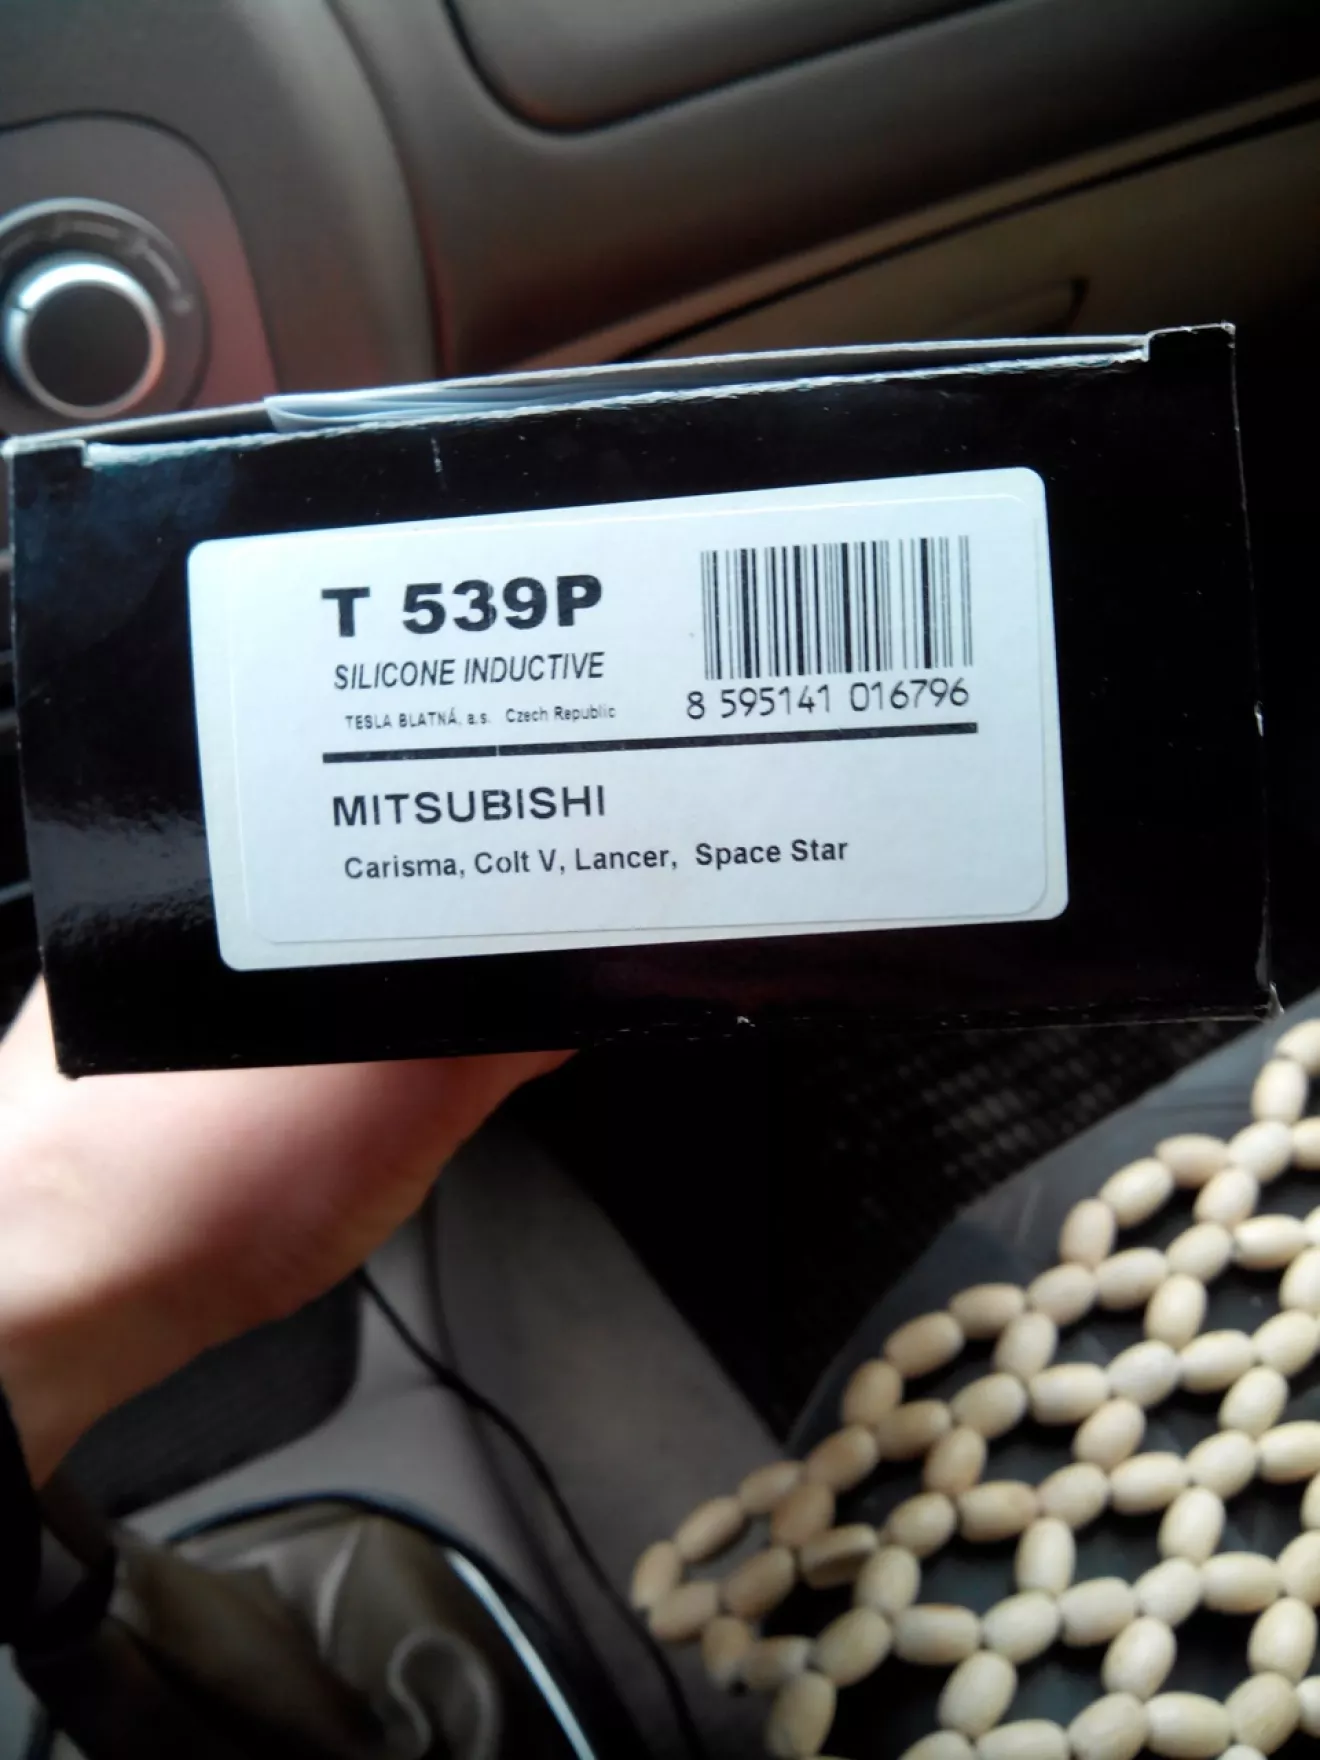 T 539P
SILICONE INDUCTIVE
TESLA BLATNÁ, a.s. Czech Republic
8 595141 016796
MITSUBISHI
Carisma, Colt V, Lancer, Space Star